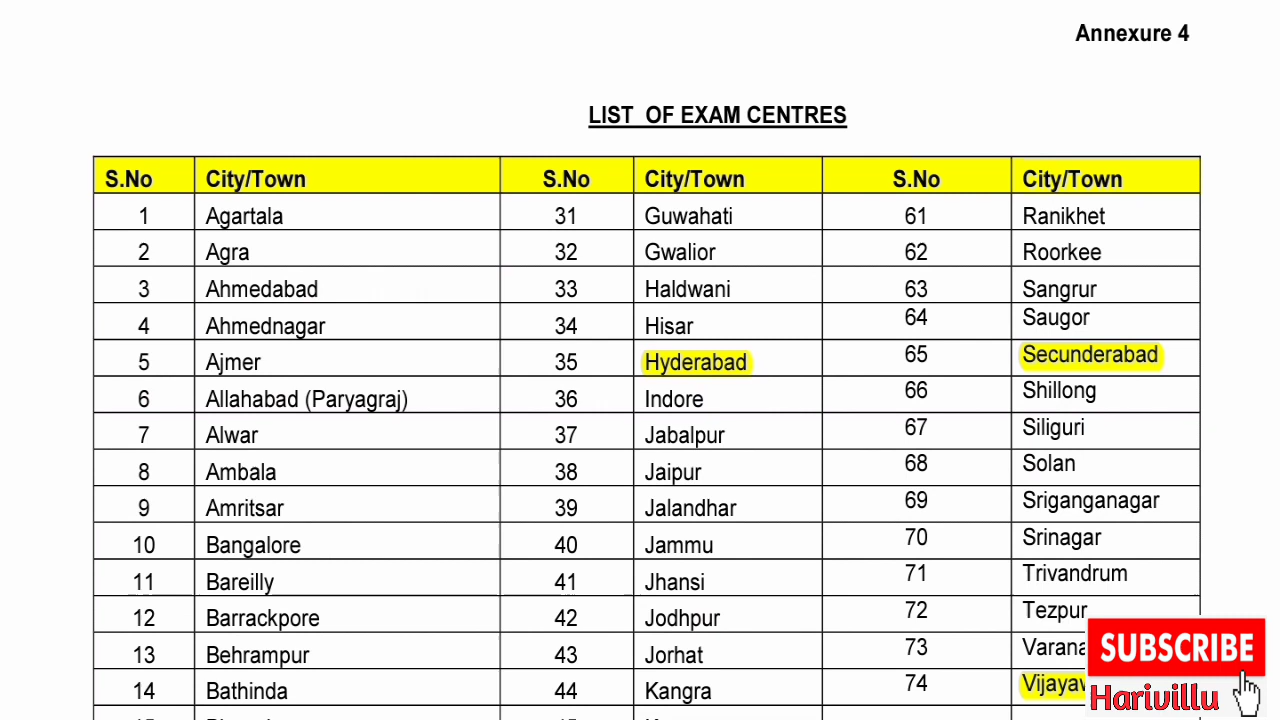 Annexure 4
LIST OF EXAM CENTRES
S.No City/Town S.No City/Town S.No City/Town
1 Agartala 31 Guwahati 61 Ranikhet
2 Agra 32 Gwalior 62 Roorkee
3 Ahmedabad 33 Haldwani 63 Sangrur
4 Ahmednagar 34 Hisar 64 Saugor
5 Ajmer 35 Hyderabad 65 Secunderabad
6 Allahabad (Paryagraj) 36 Indore 66 Shillong
7 Alwar 37 Jabalpur 67 Siliguri
8 Ambala 38 Jaipur 68 Solan
9 Amritsar 39 Jalandhar 69 Sriganganagar
10 Bangalore 40 Jammu 70 Srinagar
11 Bareilly 41 Jhansi 71 Trivandrum
12 Barrackpore 42 Jodhpur 72 Tezpur
13 Behrampur 43 Jorhat 73
14 Bathinda 44 Kangra 74
SUBSCRIBE
Harivillu